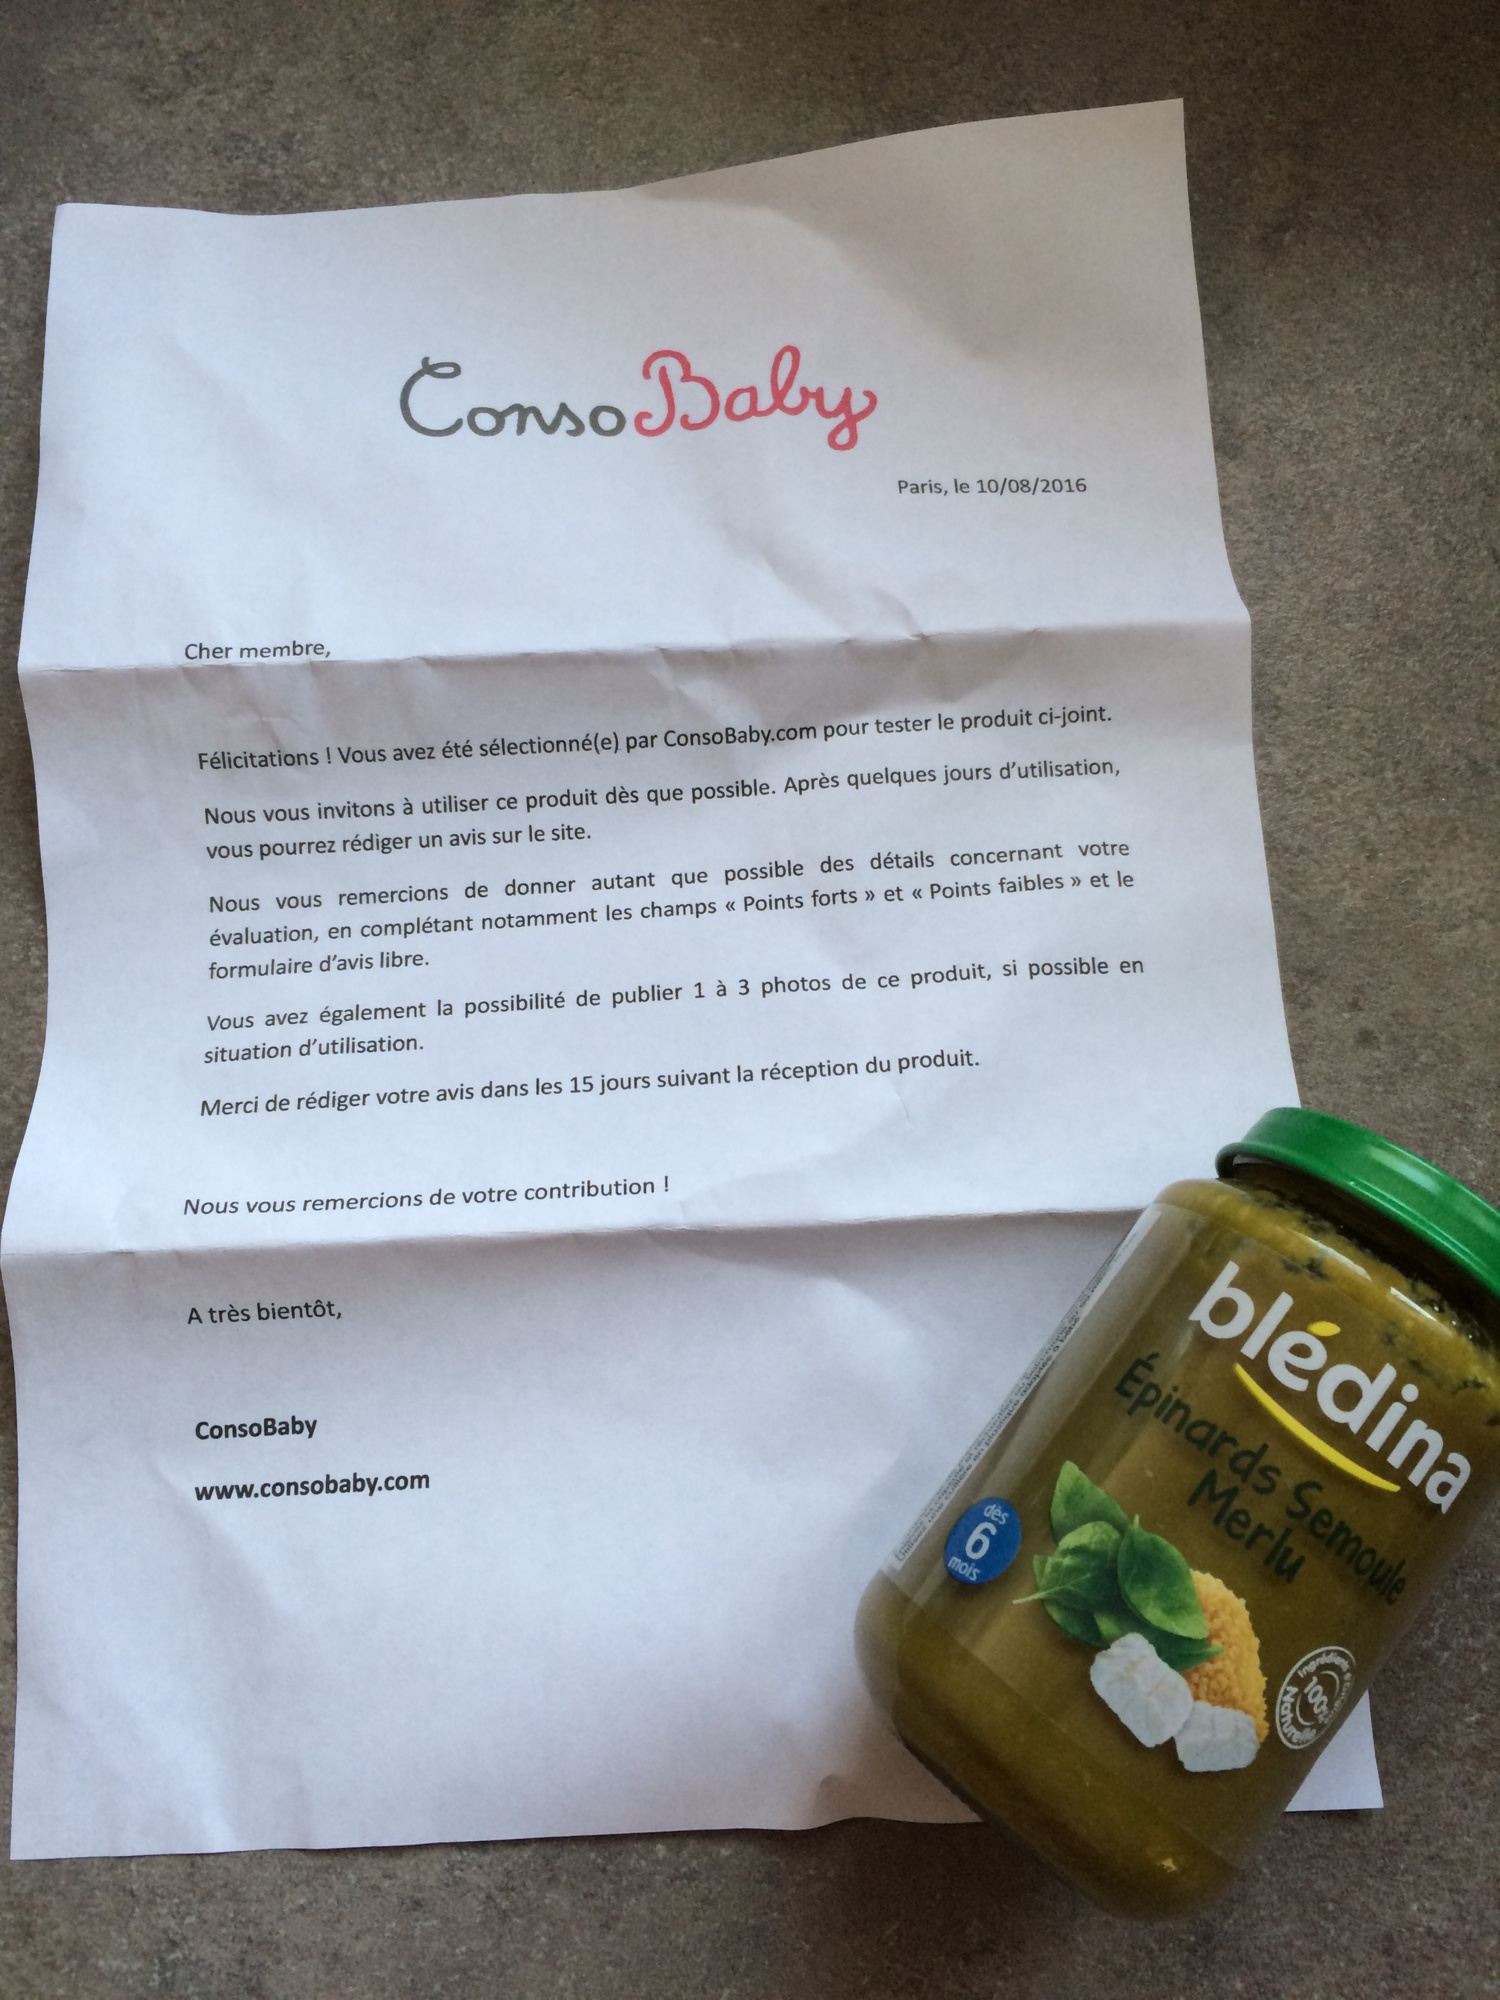 ConsoBaby
Paris, le 10/08/2016
Cher membre,
Félicitations ! Vous avez été sélectionné(e) par ConsoBaby.com pour tester le produit ci-joint.
Nous vous invitons à utiliser ce produit dès que possible. Après quelques jours d’utilisation,
vous pourrez rédiger un avis sur le site.
Nous vous remercions de donner autant que possible des détails concernant votre
évaluation, en complétant notamment les champs « Points forts » et « Points faibles » et le
formulaire d’avis libre.
Vous avez également la possibilité de publier 1 à 3 photos de ce produit, si possible en
situation d’utilisation.
Merci de rédiger votre avis dans les 15 jours suivant la réception du produit.
Nous vous remercions de votre contribution !
A très bientôt,
ConsoBaby
www.consobaby.com
blédina
Épinards Semoule
Merlu
dès
6
mois
Ingrédients
100%
Naturelle